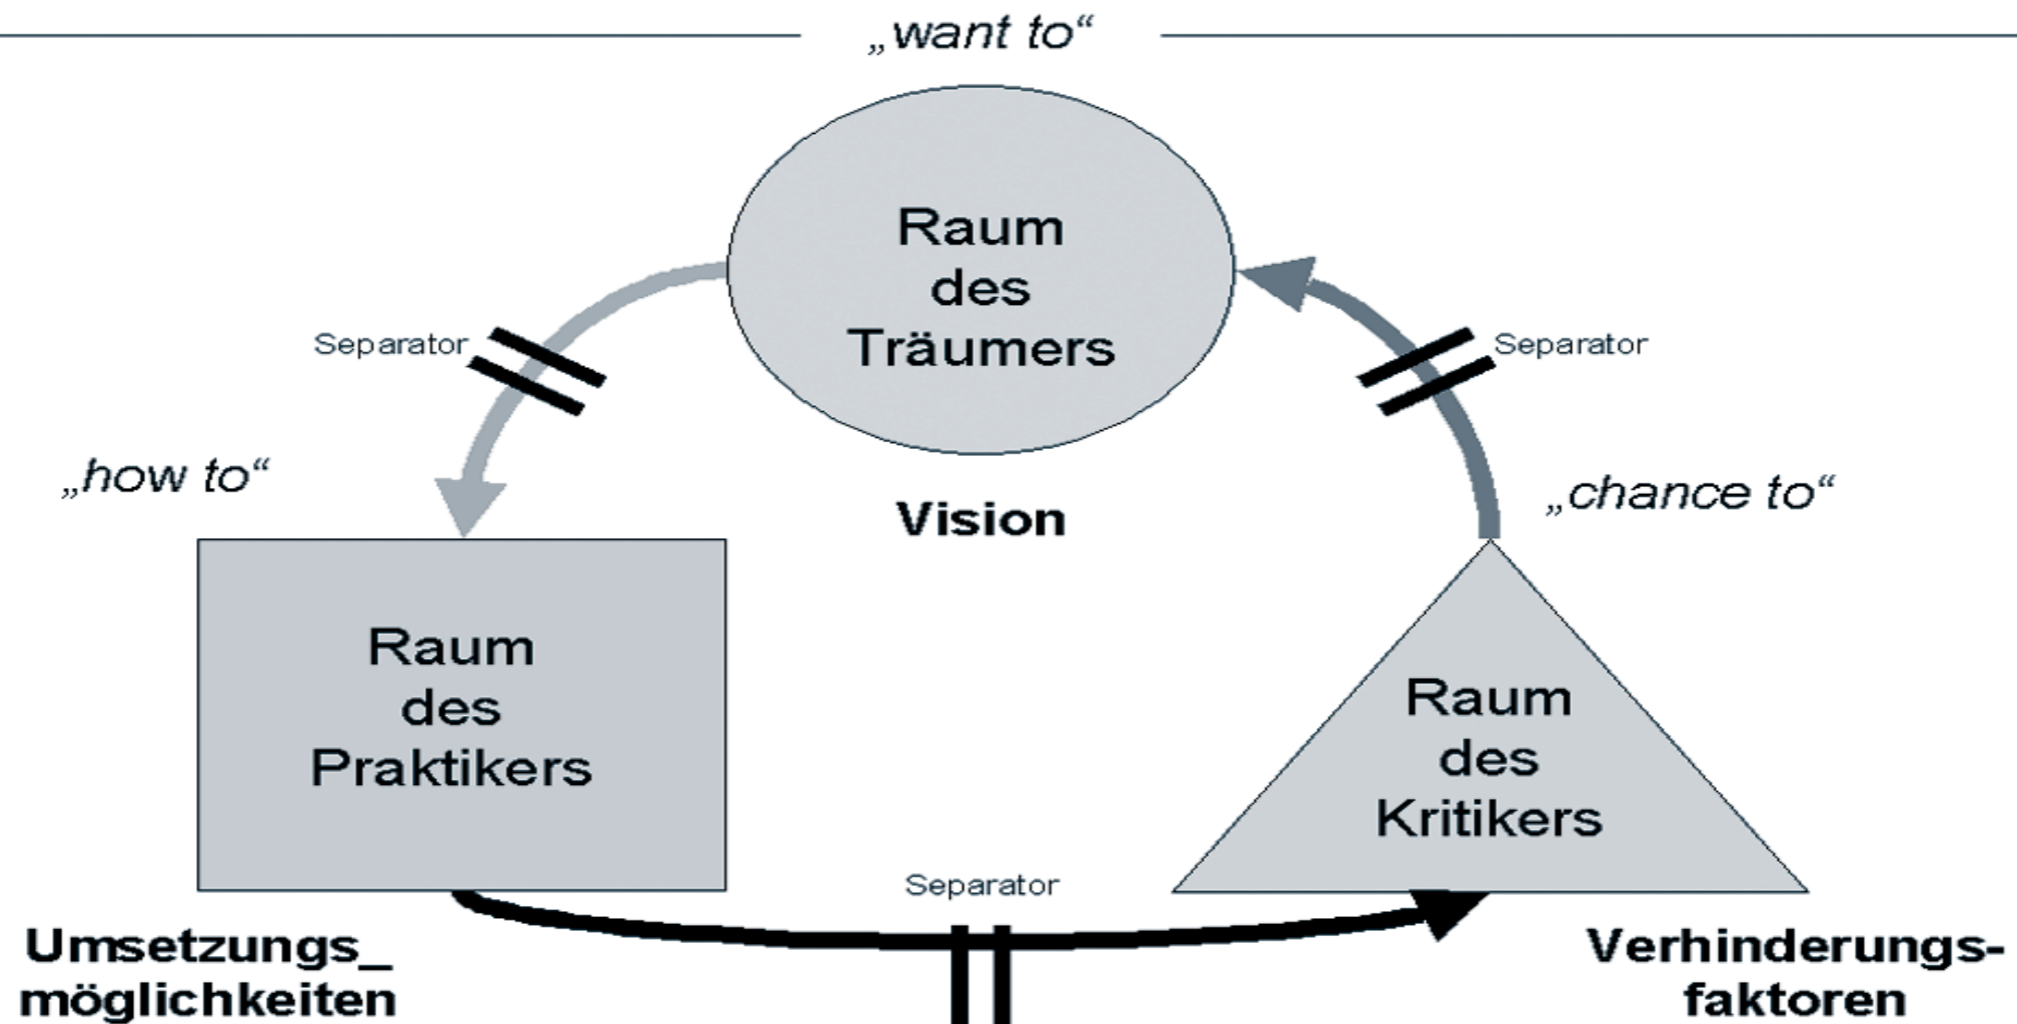 „want to“
Raum
des
Träumers
Separator
Separator
„how to“
„chance to“
Vision
Raum
des
Praktikers
Raum
des
Kritikers
Separator
Umsetzungs_
möglichkeiten
Verhinderungs-
faktoren